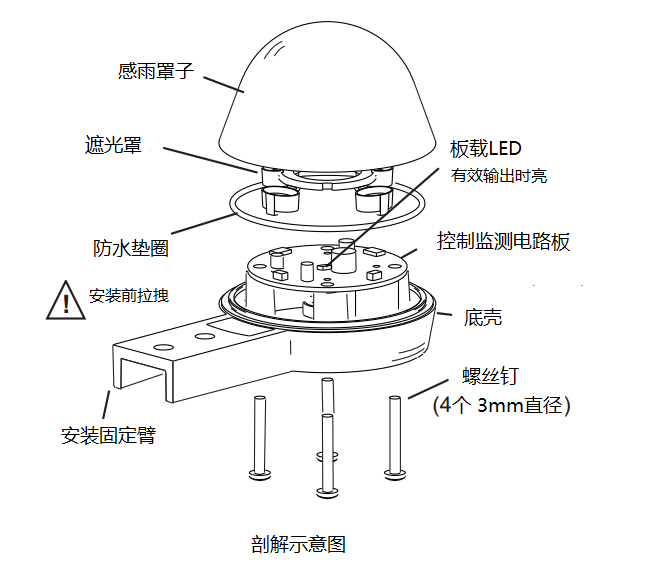 感雨罩子
遮光罩
板载LED
有效输出时亮
防水垫圈
控制监测电路板
安装前拉拽
底壳
螺丝钉
(4个 3mm直径)
安装固定臂
剖解示意图